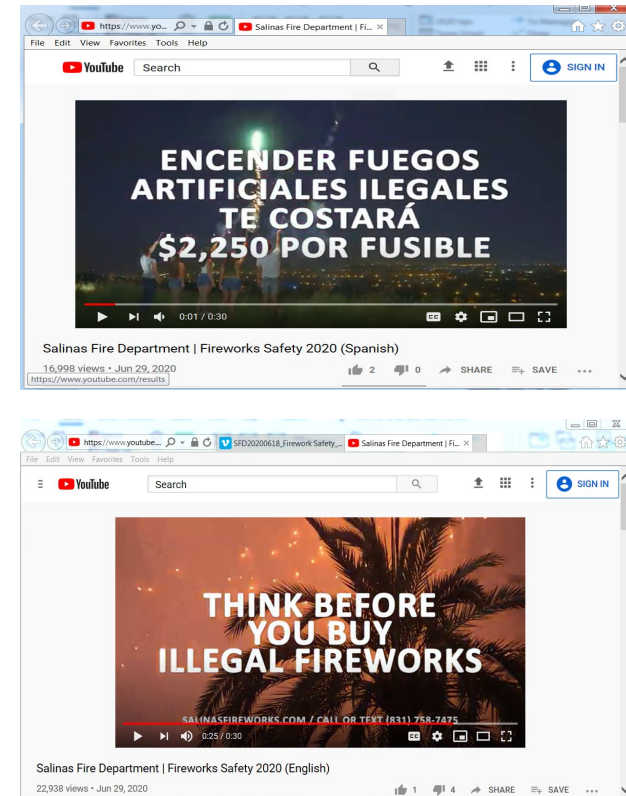 https://www.yo...
Salinas Fire Department | Fi...
File Edit View Favorites Tools Help
YouTube
Search
SIGN IN
ENCENDER FUEGOS
ARTIFICIALES ILEGALES
TE COSTARÁ
$2,250 POR FUSIBLE
0:01 / 0:30
CC
Salinas Fire Department | Fireworks Safety 2020 (Spanish)
16,998 views • Jun 29, 2020
2 0 SHARE SAVE ...
https://www.youtube.com/results
https://www.youtube...
SFD20200618_Firework Safety_...
Salinas Fire Department | Fi...
File Edit View Favorites Tools Help
YouTube
Search
SIGN IN
THINK BEFORE
YOU BUY
ILLEGAL FIREWORKS
SALINASFIREWORKS.COM / CALL OR TEXT (831) 758-7475
0:25 / 0:30
CC
Salinas Fire Department | Fireworks Safety 2020 (English)
22,938 views • Jun 29, 2020
1 4 SHARE SAVE ...